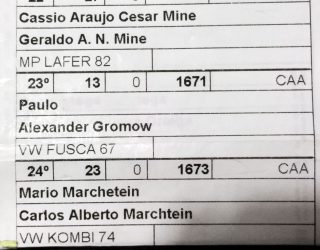 Cassio Araujo Cesar Mine
Geraldo A. N. Mine
MP LAFER 82
23º 13 0 1671 CAA
Paulo
Alexander Gromow
VW FUSCA 67
24º 23 0 1673 CAA
Mario Marchetein
Carlos Alberto Marchtein
VW KOMBI 74